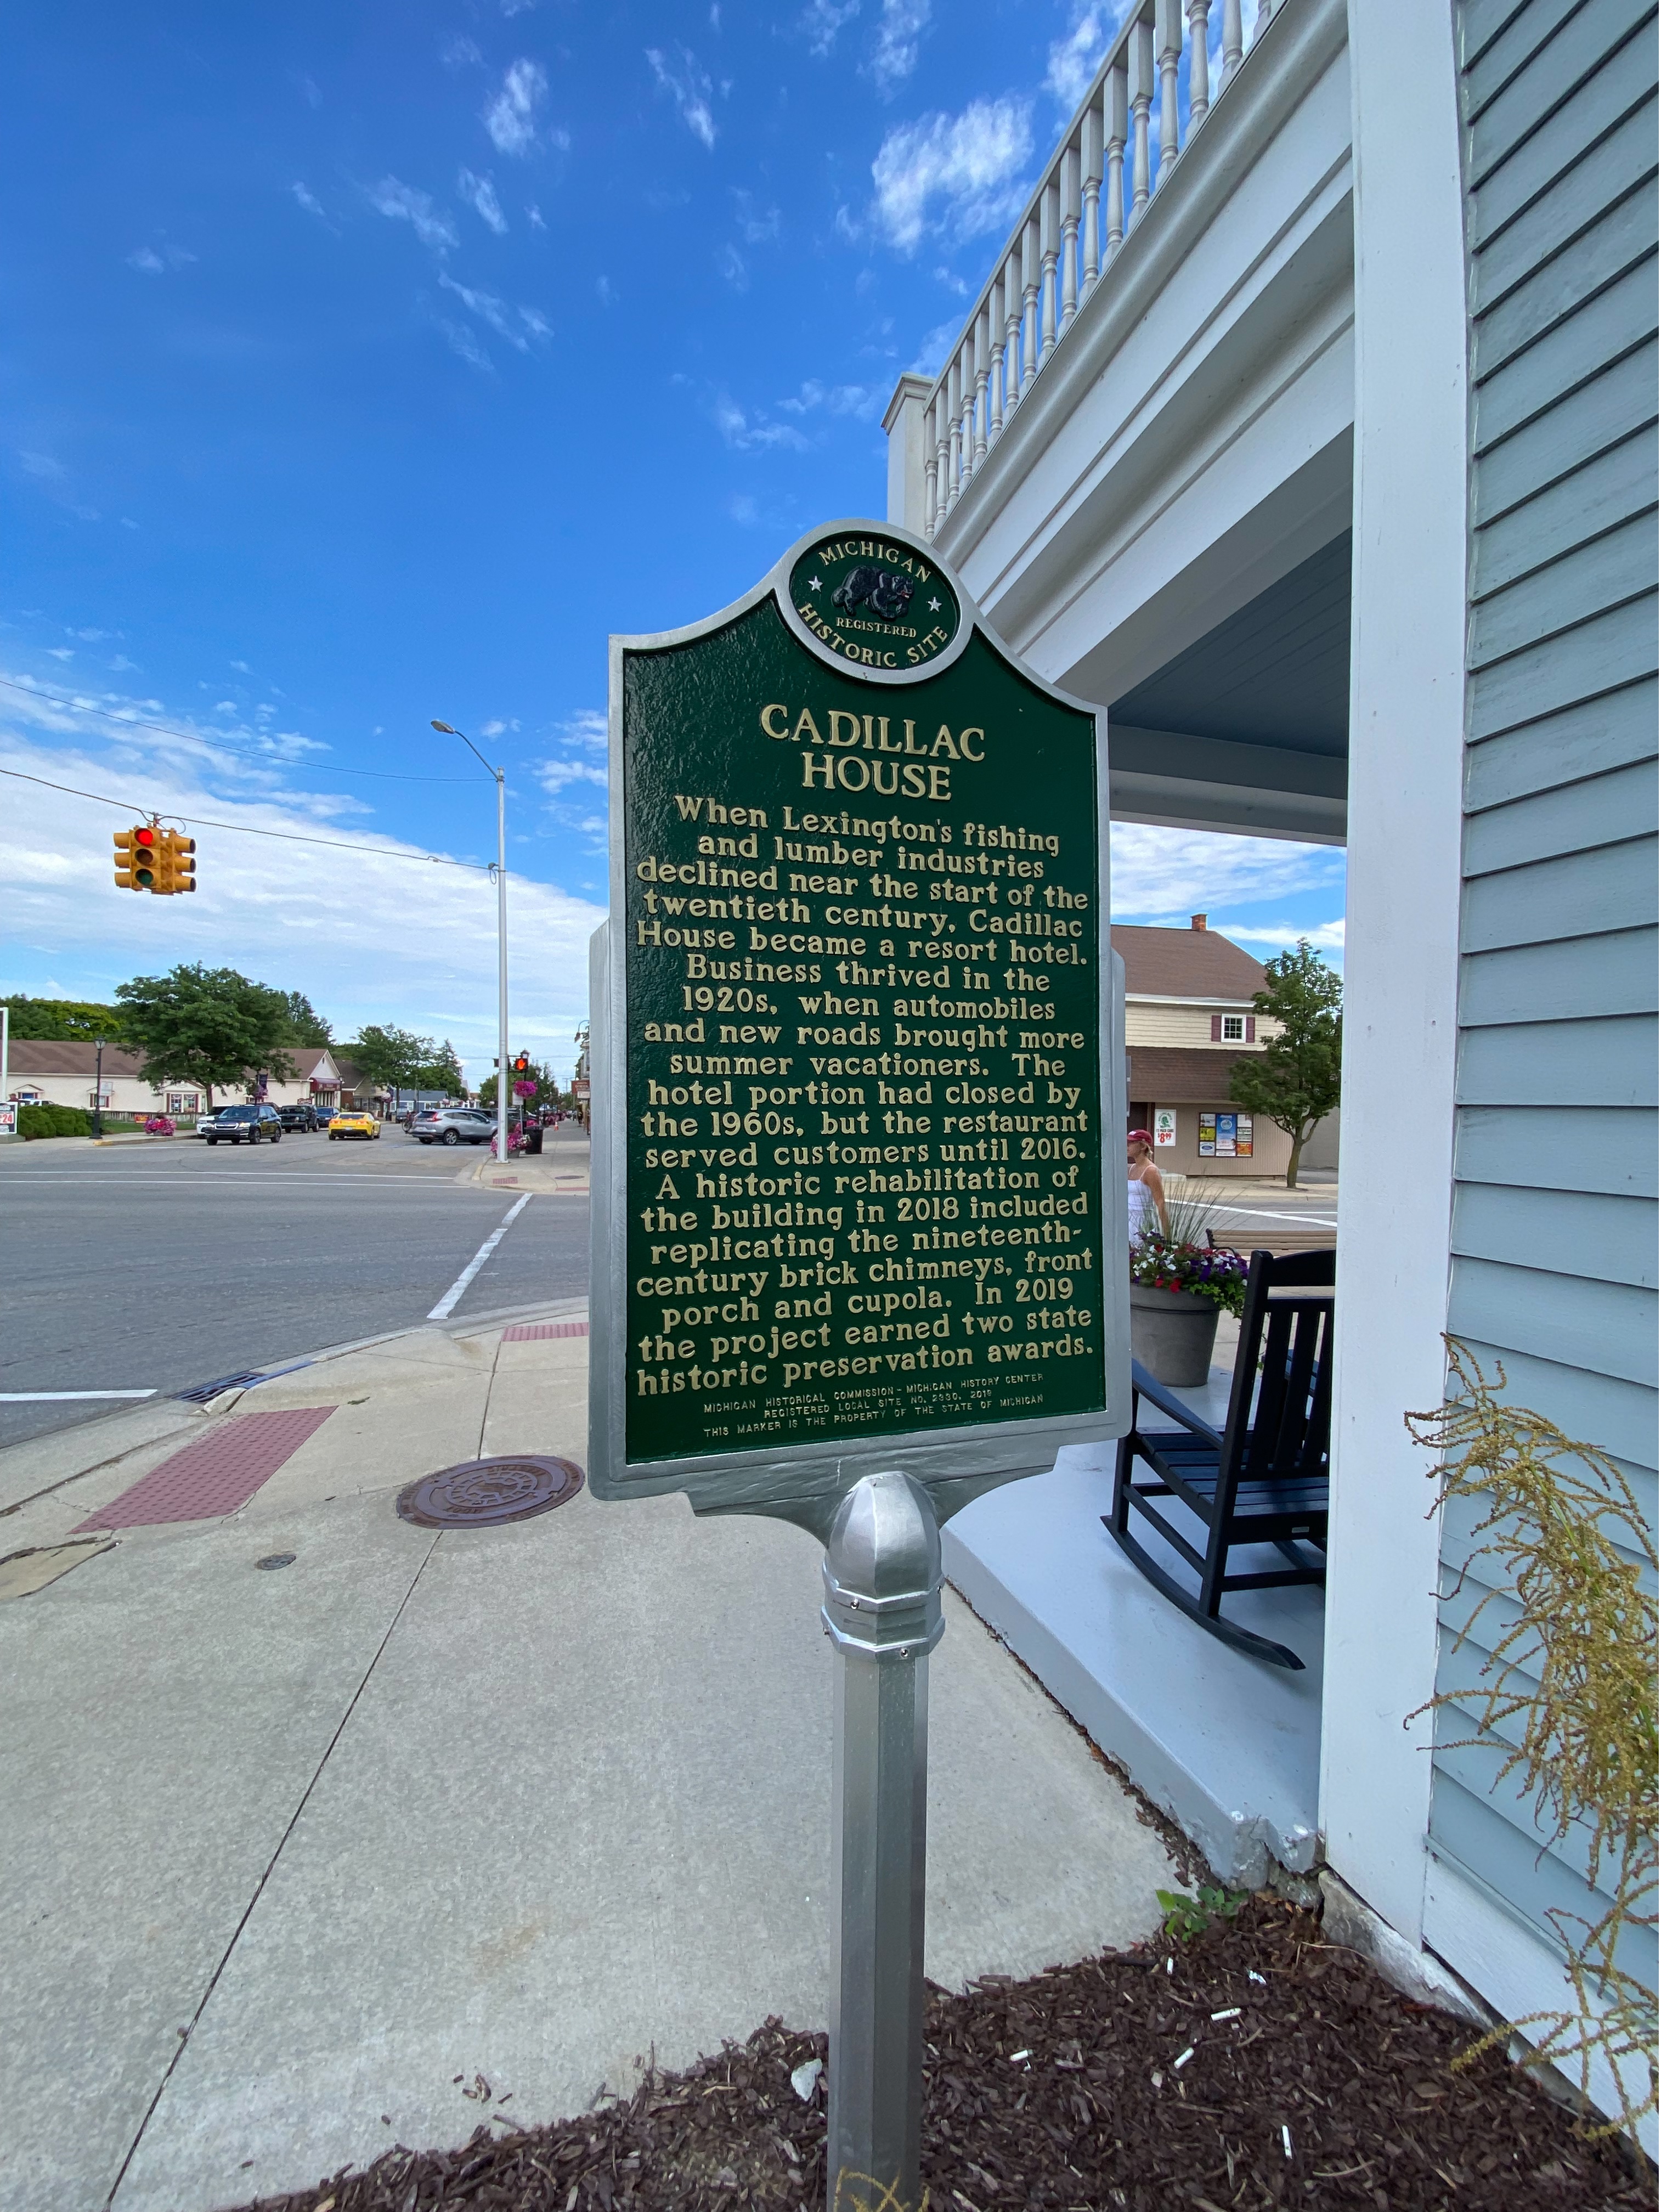 MICHIGAN
REGISTERED
HISTORIC SITE
CADILLAC
HOUSE
When Lexington's fishing
and lumber industries
declined near the start of the
twentieth century, Cadillac
House became a resort hotel.
Business thrived in the
1920s, when automobiles
and new roads brought more
summer vacationers. The
hotel portion had closed by
the 1960s, but the restaurant
served customers until 2016.
A historic rehabilitation of
the building in 2018 included
replicating the nineteenth-
century brick chimneys, front
porch and cupola. In 2019
the project earned two state
historic preservation awards.
MICHIGAN HISTORICAL COMMISSION – MICHIGAN HISTORY CENTER
REGISTERED LOCAL SITE NO. 2330, 2019
THIS MARKER IS THE PROPERTY OF THE STATE OF MICHIGAN
8.99